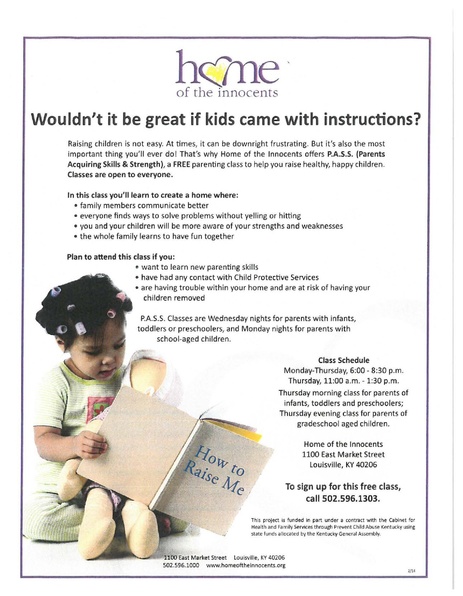 home
of the innocents
Wouldn't it be great if kids came with instructions?
Raising children is not easy. At times, it can be downright frustrating. But it's also the most
important thing you'll ever do! That's why Home of the Innocents offers P.A.S.S. (Parents
Acquiring Skills & Strength), a FREE parenting class to help you raise healthy, happy children.
Classes are open to everyone.
In this class you'll learn to create a home where:
• family members communicate better
• everyone finds ways to solve problems without yelling or hitting
• you and your children will be more aware of your strengths and weaknesses
• the whole family learns to have fun together
Plan to attend this class if you:
• want to learn new parenting skills
• have had any contact with Child Protective Services
• are having trouble within your home and are at risk of having your
children removed
P.A.S.S. Classes are Wednesday nights for parents with infants,
toddlers or preschoolers, and Monday nights for parents with
school-aged children.
Class Schedule
Monday-Thursday, 6:00 - 8:30 p.m.
Thursday, 11:00 a.m. - 1:30 p.m.
Thursday morning class for parents of
infants, toddlers and preschoolers;
Thursday evening class for parents of
gradeschool aged children.
Home of the Innocents
1100 East Market Street
Louisville, KY 40206
To sign up for this free class,
call 502.596.1303.
How to
Raise Me
This project is funded in part under a contract with the Cabinet for
Health and Family Services through Prevent Child Abuse Kentucky using
state funds allocated by the Kentucky General Assembly.
1100 East Market Street Louisville, KY 40206
502.596.1000 www.homeoftheinnocents.org